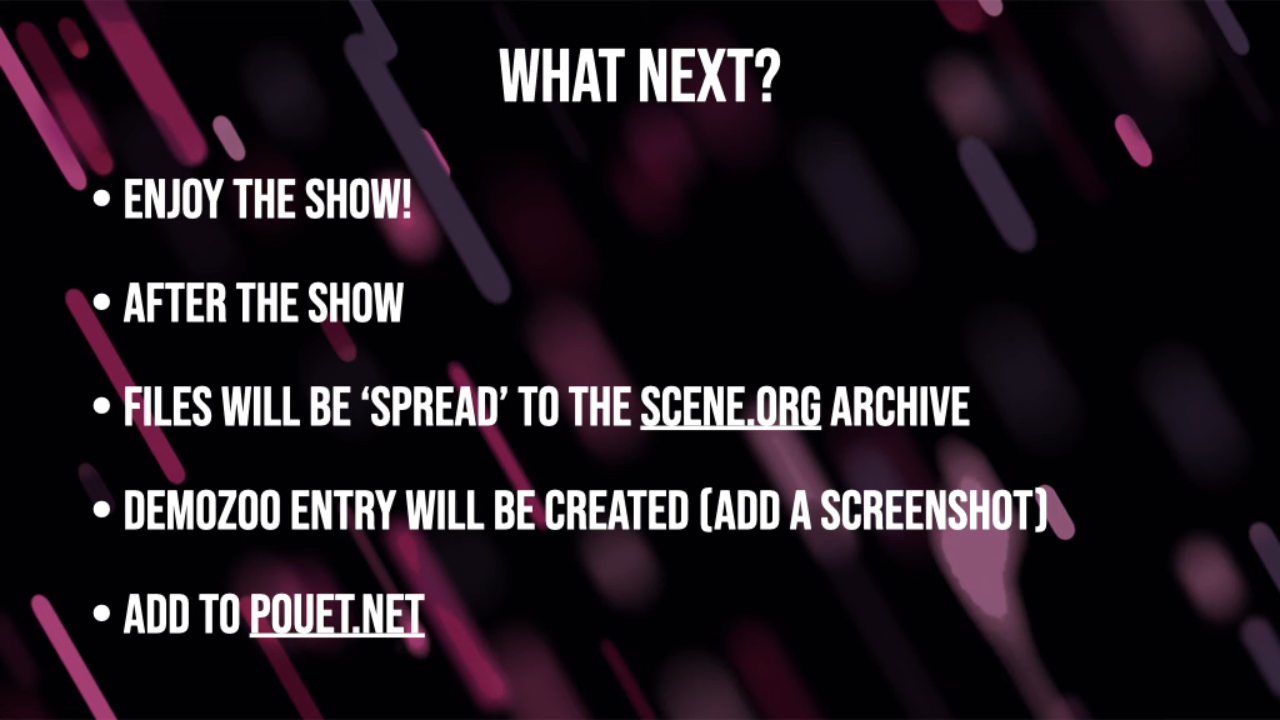 WHAT NEXT?
• ENJOY THE SHOW!
• AFTER THE SHOW
• FILES WILL BE ‘SPREAD’ TO THE SCENE.ORG ARCHIVE
• DEMOZOO ENTRY WILL BE CREATED (ADD A SCREENSHOT)
• ADD TO POUET.NET